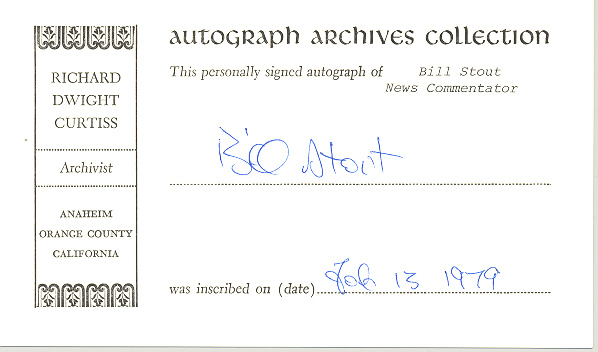 RICHARD
DWIGHT
CURTISS
Archivist
ANAHEIM
ORANGE COUNTY
CALIFORNIA
autograph archives collection
This personally signed autograph of Bill Stout
News Commentator
Bill Stout
was inscribed on (date) Feb 13 1979